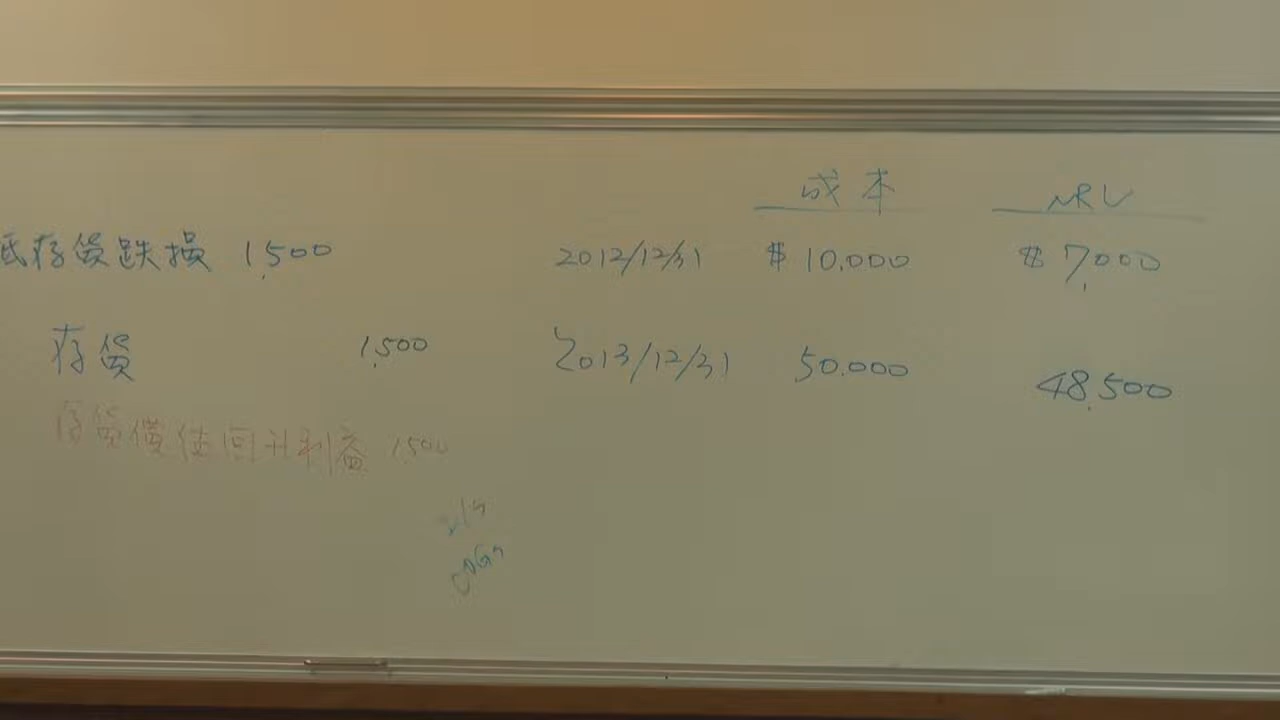 成本 NRV
存貨跌損 1,500 2012/12/31 $ 10,000 $ 7,000
存貨 1,500 2013/12/31 50,000 48,500
存貨價值回升利益 1,500
COGS